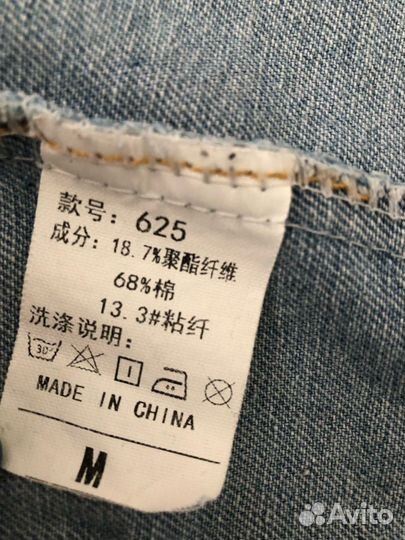 款号：625
成分：18.7%聚酯纤维
68%棉
13.3#粘纤
洗涤说明：
30°
MADE IN CHINA
M
Avito